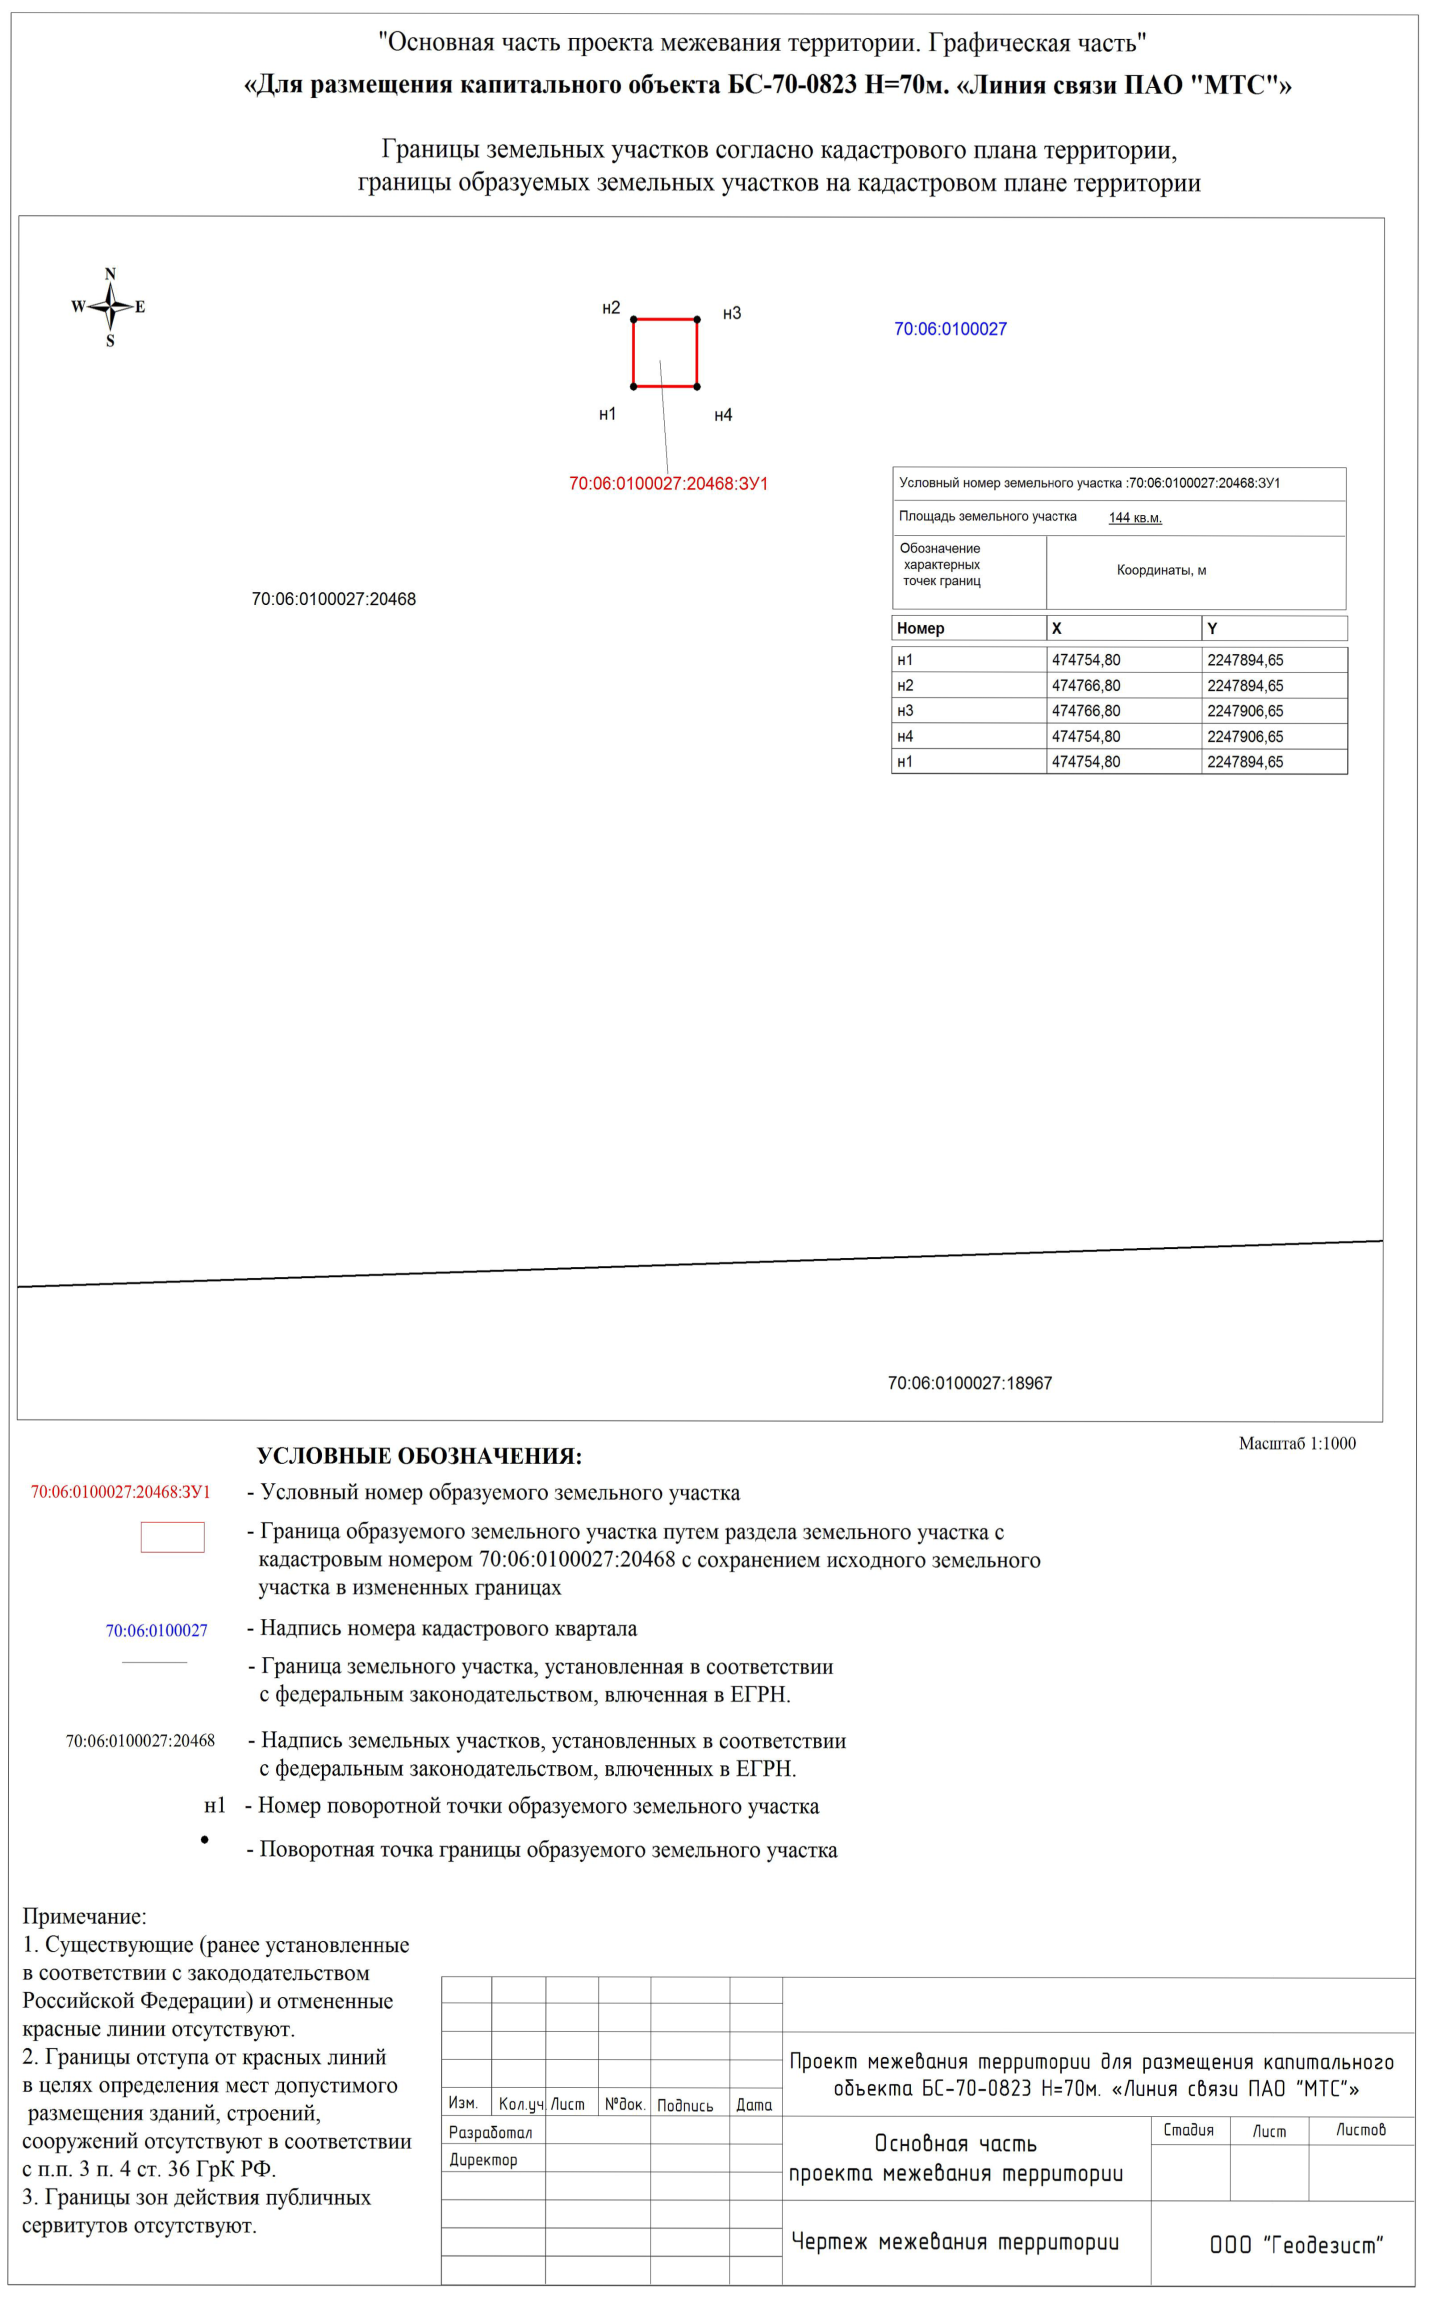 "Основная часть проекта межевания территории. Графическая часть"
«Для размещения капитального объекта БС-70-0823 Н=70м. «Линия связи ПАО "МТС"»
Границы земельных участков согласно кадастрового плана территории,
границы образуемых земельных участков на кадастровом плане территории
N
W E
S
н2 н3
70:06:0100027
н1 н4
70:06:0100027:20468:ЗУ1
Условный номер земельного участка :70:06:0100027:20468:ЗУ1
Площадь земельного участка 144 кв.м.
Обозначение
характерных
точек границ
Координаты, м
70:06:0100027:20468
Номер X Y
н1 474754,80 2247894,65
н2 474766,80 2247894,65
н3 474766,80 2247906,65
н4 474754,80 2247906,65
н1 474754,80 2247894,65
70:06:0100027:18967
Масштаб 1:1000
УСЛОВНЫЕ ОБОЗНАЧЕНИЯ:
70:06:0100027:20468:ЗУ1 - Условный номер образуемого земельного участка
- Граница образуемого земельного участка путем раздела земельного участка с
кадастровым номером 70:06:0100027:20468 с сохранением исходного земельного
участка в измененных границах
70:06:0100027 - Надпись номера кадастрового квартала
- Граница земельного участка, установленная в соответствии
с федеральным законодательством, влюченная в ЕГРН.
70:06:0100027:20468 - Надпись земельных участков, установленных в соответствии
с федеральным законодательством, влюченных в ЕГРН.
н1 - Номер поворотной точки образуемого земельного участка
- Поворотная точка границы образуемого земельного участка
Примечание:
1. Существующие (ранее установленные
в соответствии с закододательством
Российской Федерации) и отмененные
красные линии отсутствуют.
2. Границы отступа от красных линий
в целях определения мест допустимого
размещения зданий, строений,
сооружений отсутствуют в соответствии
с п.п. 3 п. 4 ст. 36 ГрК РФ.
3. Границы зон действия публичных
сервитутов отсутствуют.
Проект межевания территории для размещения капитального
объекта БС-70-0823 Н=70м. «Линия связи ПАО "МТС"»
Изм. Кол.уч. Лист №док. Подпись Дата
Разработал
Директор
Основная часть
проекта межевания территории
Стадия Лист Листов
Чертеж межевания территории
ООО "Геодезист"